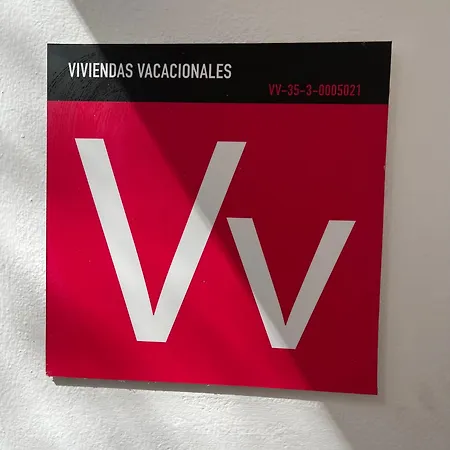 VIVIENDAS VACACIONALES
VV-35-3-0005021
Vv